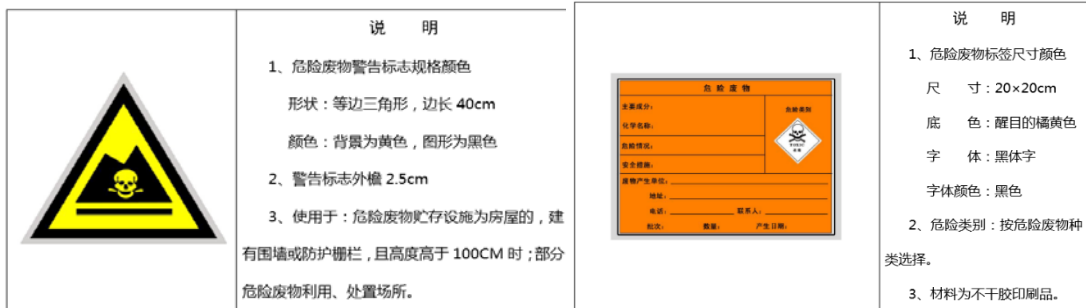 说 明
1、危险废物警告标志规格颜色
形状：等边三角形，边长 40cm
颜色：背景为黄色，图形为黑色
2、警告标志外檐 2.5cm
3、使用于：危险废物贮存设施为房屋的，建
有围墙或防护栅栏，且高度高于 100CM 时；部分
危险废物利用、处置场所。
危险废物
主要成分：
化学名称：
危险情况：
安全措施：
危险类别
TOXIC
废物产生单位：
地址：
电话： 联系人：
批次： 数量： 产生日期：
说 明
1、危险废物标签尺寸颜色
尺 寸：20×20cm
底 色：醒目的橘黄色
字 体：黑体字
字体颜色：黑色
2、危险类别：按危险废物种
类选择。
3、材料为不干胶印刷品。